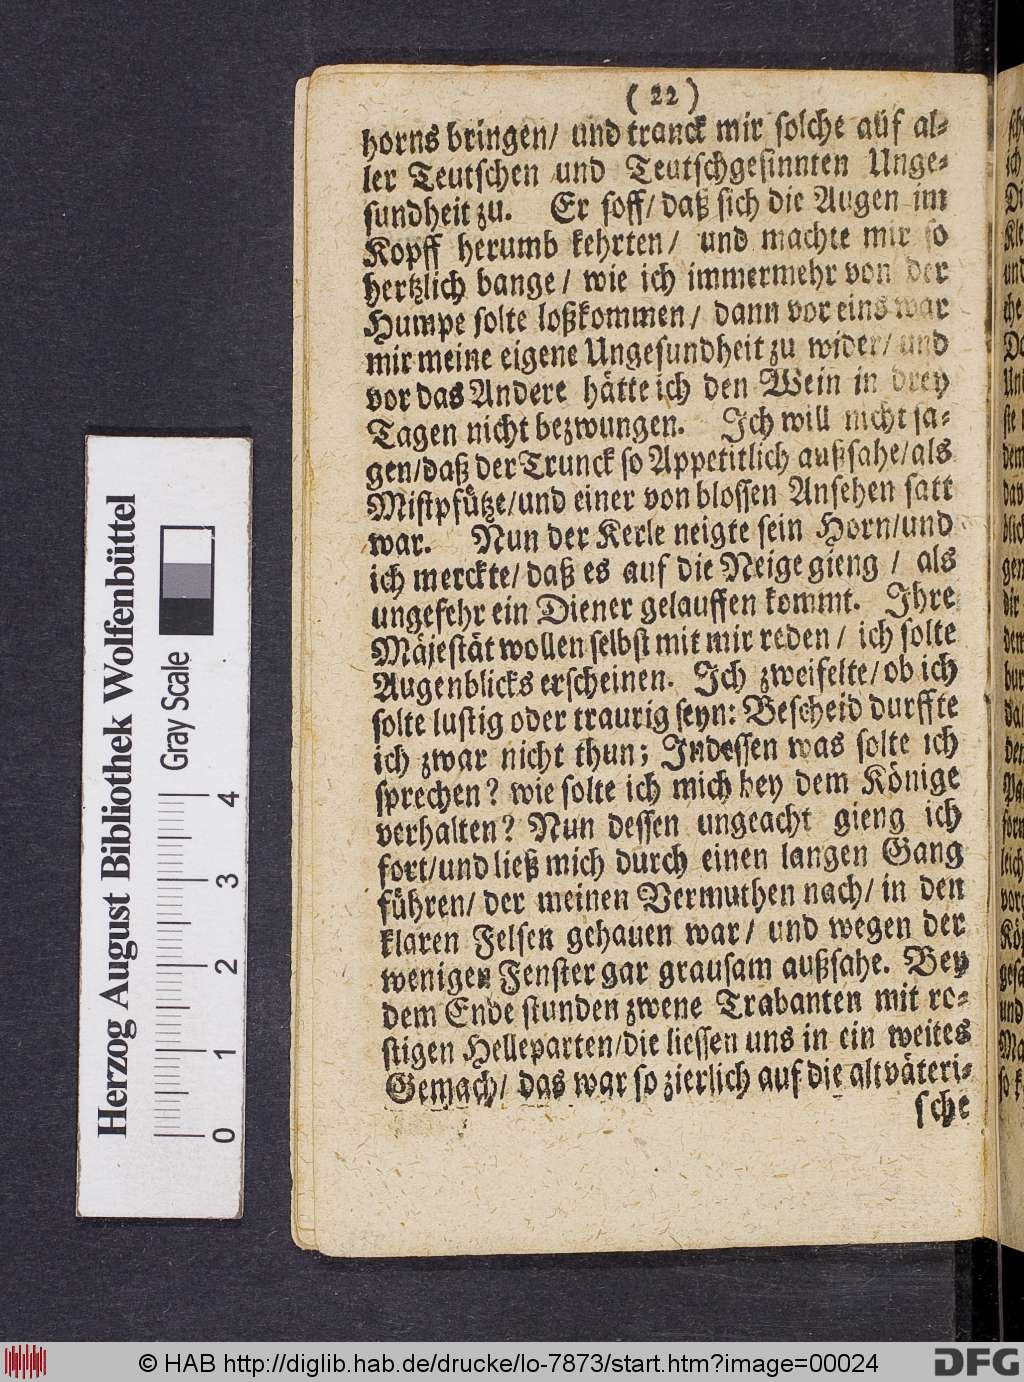 ( 22 )
horns bringen/ und tranck mir solche auf al-
ler Teutschen und Teutschgesinnten Unge-
sundheit zu. Er soff/ daß sich die Augen im
Kopff herumb kehrten/ und machte mir so
hertzlich bange/ wie ich immermehr von der
Humpe solte loßkommen/ dann vor eins war
mir meine eigene Ungesundheit zu wider/ und
vor das Andere hätte ich den Wein in drey
Tagen nicht bezwungen. Ich will nicht sa-
gen/ daß der Trunck so Appetitlich außsahe/ als
Mistpfütze/ und einer von blossen Ansehen satt
war. Nun der Kerle neigte sein Horn/ und
ich merckte/ daß es auf die Neige gieng / als
ungefehr ein Diener gelauffen kommt. Ihre
Mäjestät wollen selbst mit mir reden/ ich solte
Augenblicks erscheinen. Ich zweifelte/ ob ich
solte lustig oder traurig seyn: Bescheid durffte
ich zwar nicht thun; Indessen was solte ich
sprechen? wie solte ich mich bey dem Könige
verhalten? Nun dessen ungeacht gieng ich
fort/ und ließ mich durch einen langen Gang
führen/ der meinen Vermuthen nach/ in den
klaren Felsen gehauen war/ und wegen der
weniger Fenster gar grausam außsahe. Bey
dem Ende stunden zwene Trabanten mit ro-
stigen Helleparten/ die liessen uns in ein weites
Gemach/ das war so zierlich auf die altväteri-
sche
Herzog August Bibliothek Wolfenbüttel
Gray Scale
0 1 2 3 4
© HAB http://diglib.hab.de/drucke/lo-7873/start.htm?image=00024
DFG